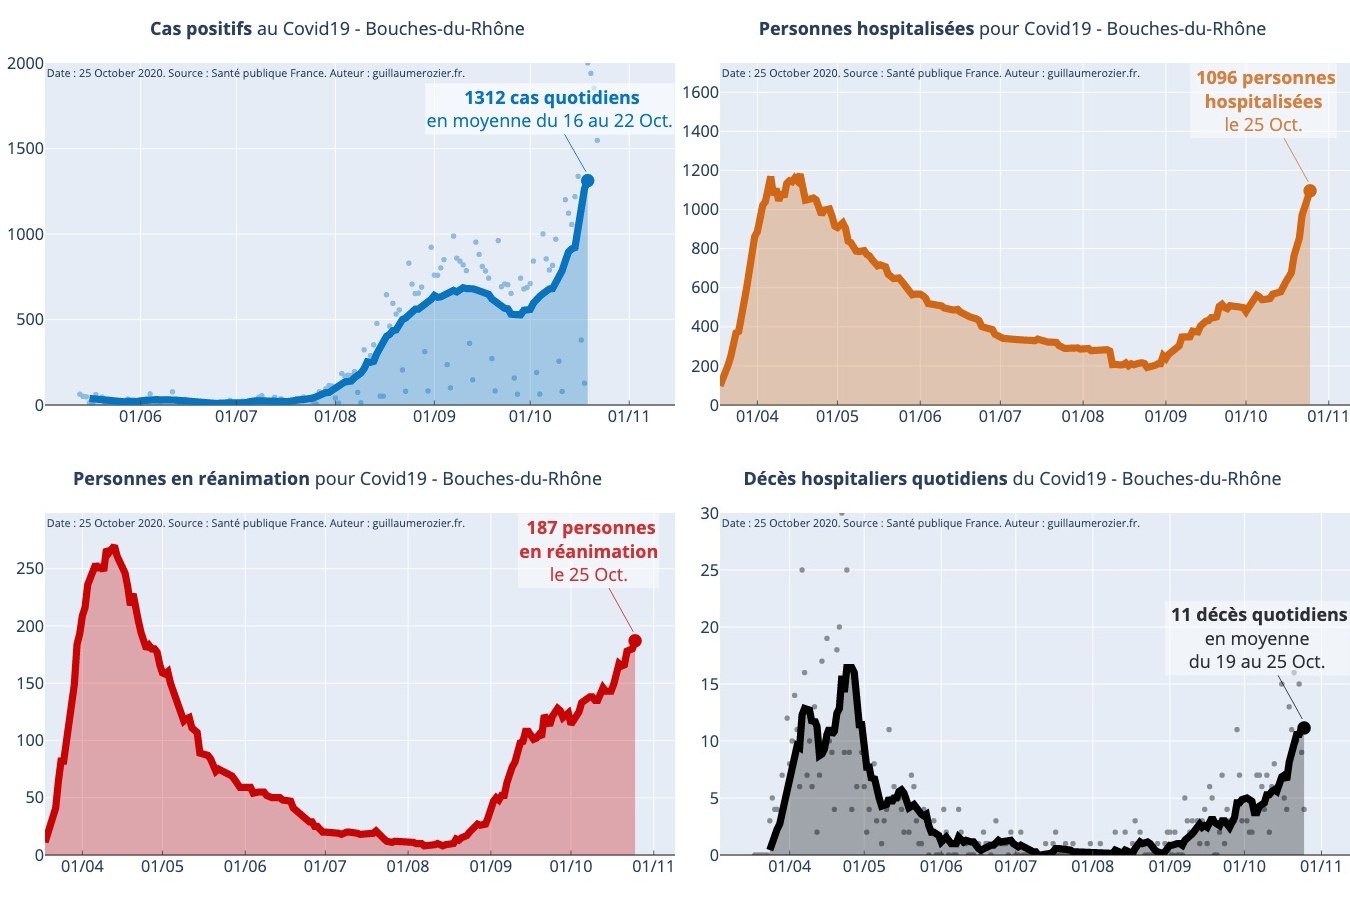 Cas positifs au Covid19 - Bouches-du-Rhône
Date : 25 October 2020. Source : Santé publique France. Auteur : guillaumerozier.fr.
1312 cas quotidiens
en moyenne du 16 au 22 Oct.
2000
1500
1000
500
0
01/06 01/07 01/08 01/09 01/10 01/11
Personnes hospitalisées pour Covid19 - Bouches-du-Rhône
Date : 25 October 2020. Source : Santé publique France. Auteur : guillaumerozier.fr.
1096 personnes
hospitalisées
le 25 Oct.
1600
1400
1200
1000
800
600
400
200
0
01/04 01/05 01/06 01/07 01/08 01/09 01/10 01/11
Personnes en réanimation pour Covid19 - Bouches-du-Rhône
Date : 25 October 2020. Source : Santé publique France. Auteur : guillaumerozier.fr.
187 personnes
en réanimation
le 25 Oct.
250
200
150
100
50
0
01/04 01/05 01/06 01/07 01/08 01/09 01/10 01/11
Décès hospitaliers quotidiens du Covid19 - Bouches-du-Rhône
Date : 25 October 2020. Source : Santé publique France. Auteur : guillaumerozier.fr.
11 décès quotidiens
en moyenne
du 19 au 25 Oct.
30
25
20
15
10
5
0
01/04 01/05 01/06 01/07 01/08 01/09 01/10 01/11